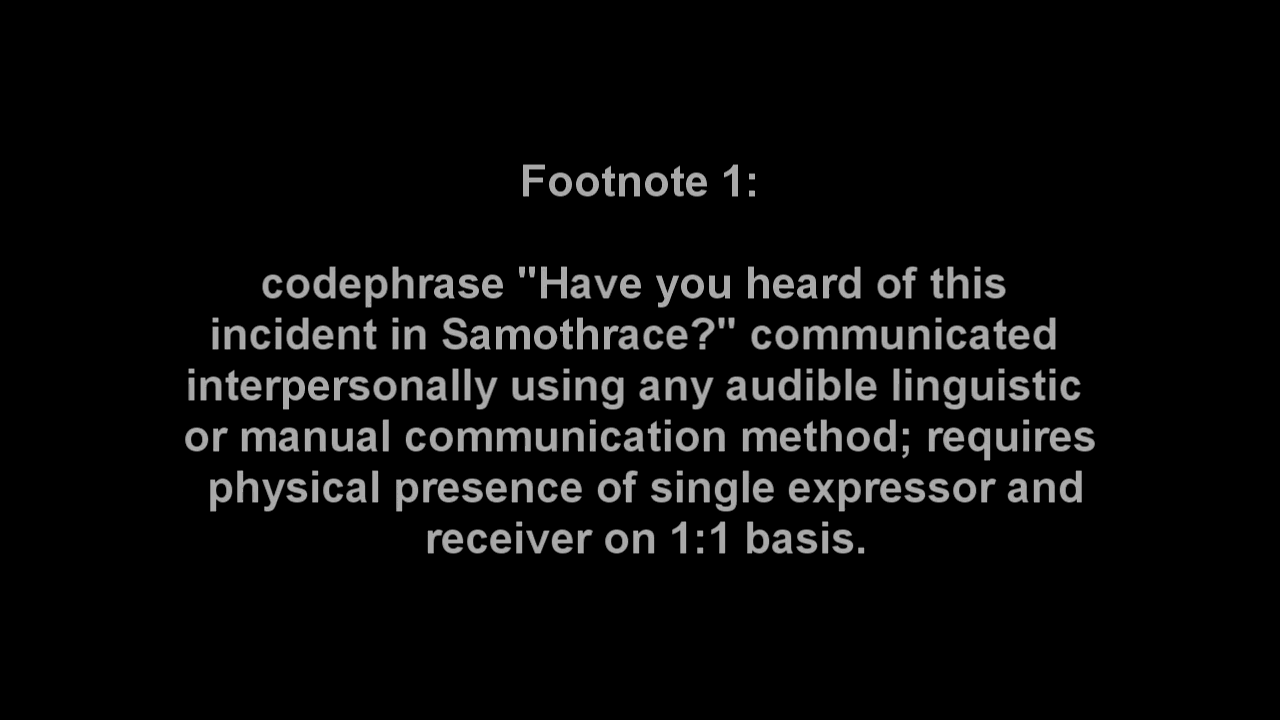 Footnote 1:
codephrase "Have you heard of this
incident in Samothrace?" communicated
interpersonally using any audible linguistic
or manual communication method; requires
physical presence of single expressor and
receiver on 1:1 basis.